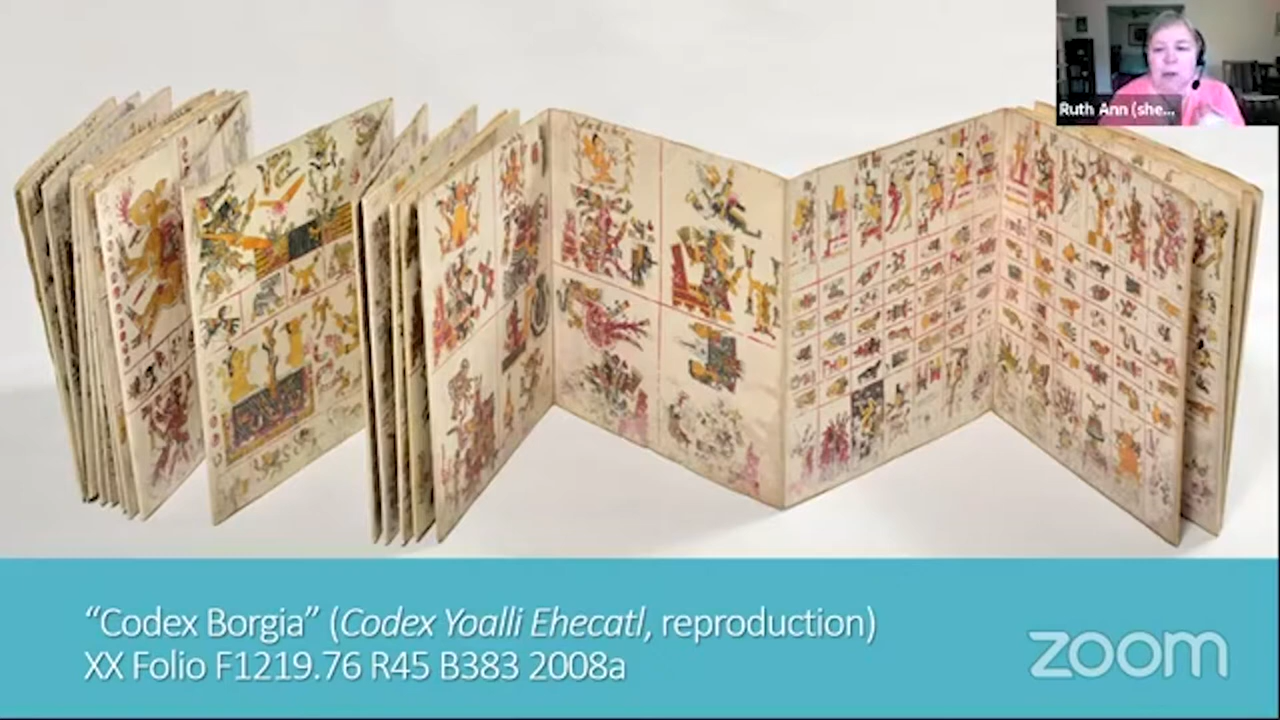 Ruth Ann (she...
“Codex Borgia” (Codex Yoalli Ehecatl, reproduction)
XX Folio F1219.76 R45 B383 2008a
zoom